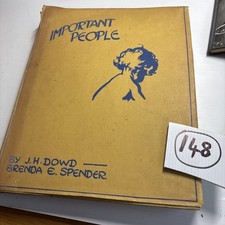 IMPORTANT
PEOPLE
BY J.H. DOWD
BRENDA E. SPENDER
148